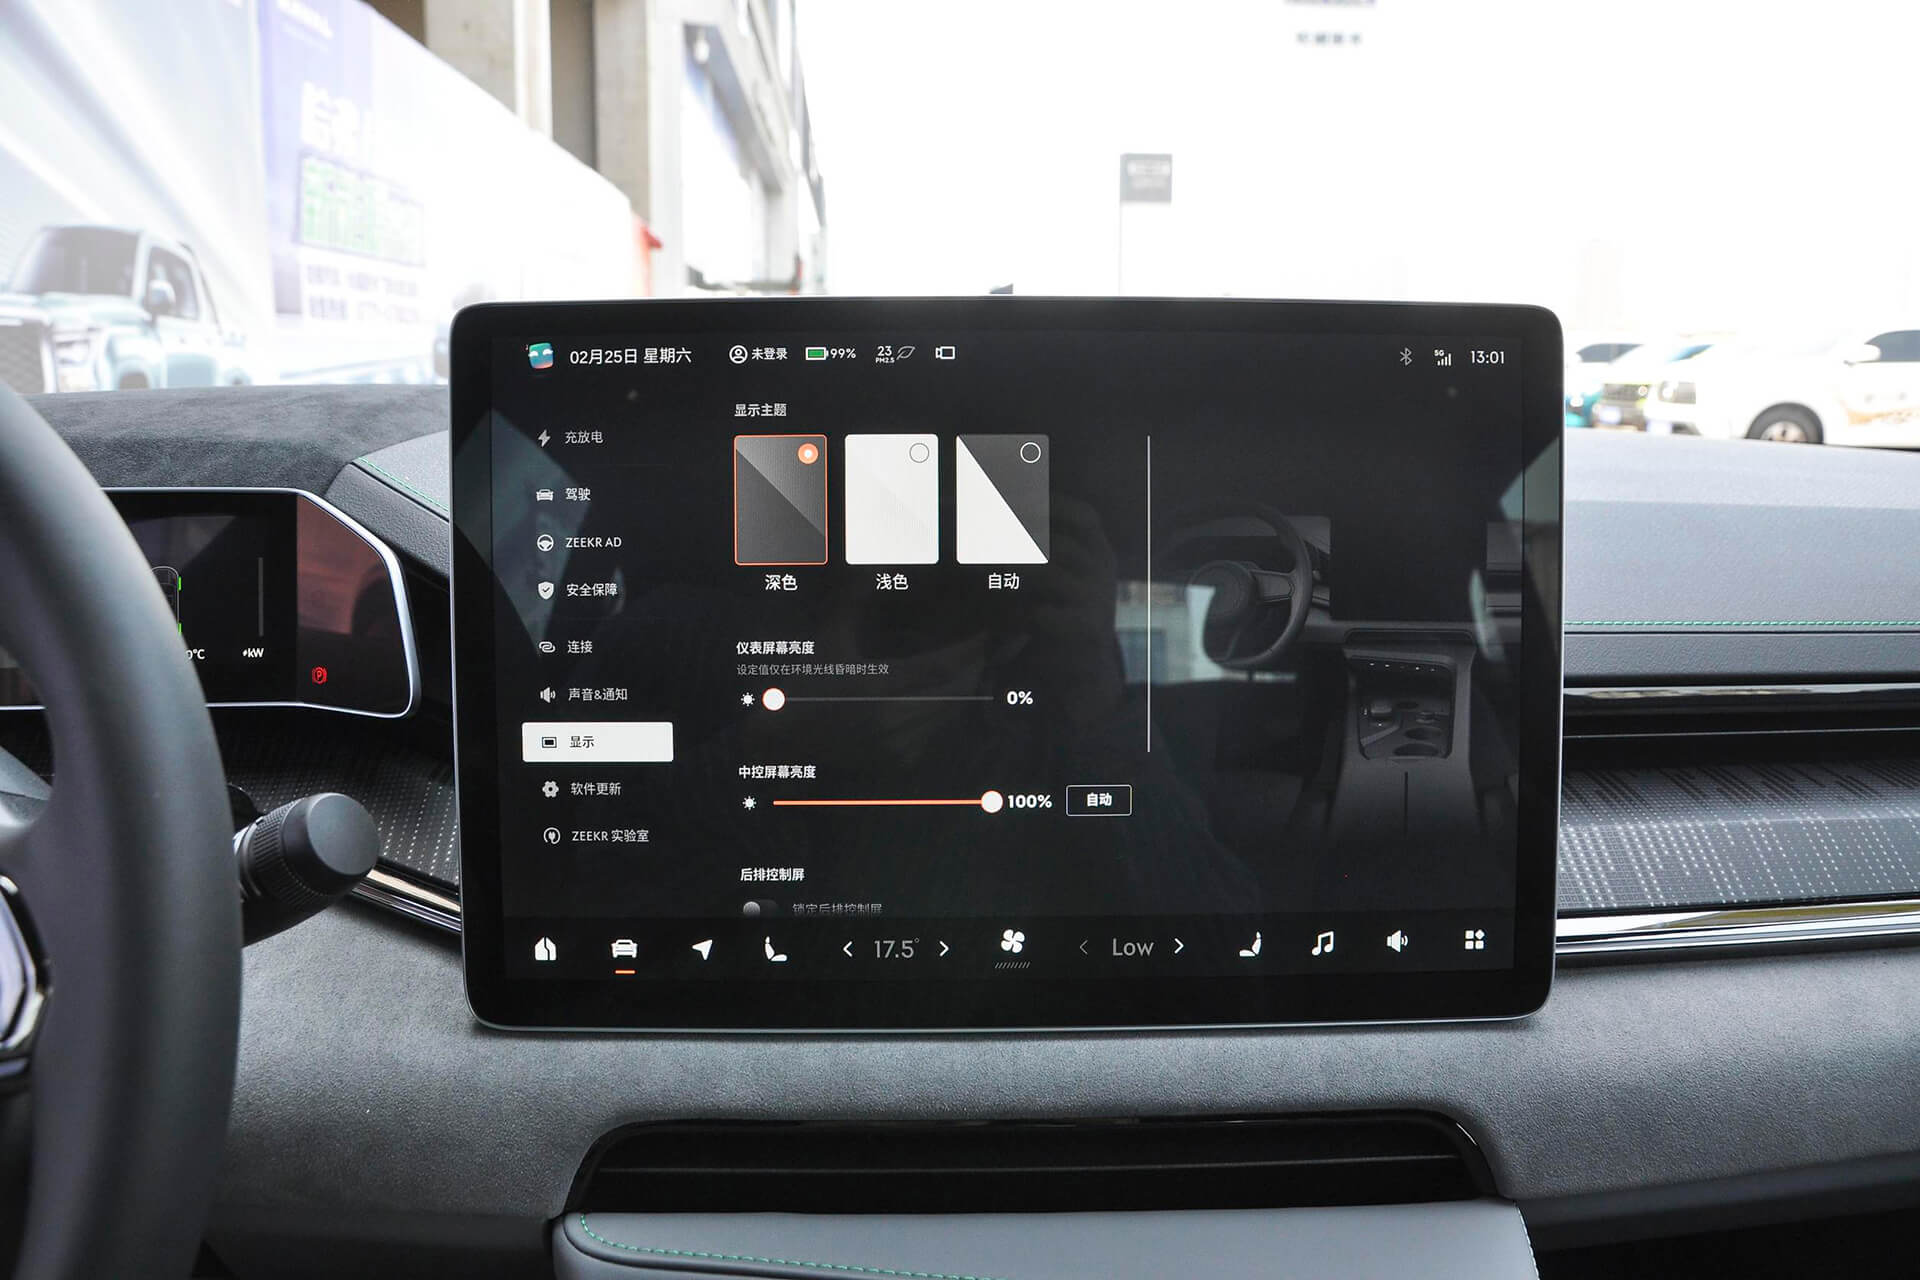 02月25日 星期六
未登录
99%
23
PM2.5
5G
13:01
充放电
驾驶
ZEEKR AD
安全保障
连接
声音&通知
显示
软件更新
ZEEKR 实验室
显示主题
深色
浅色
自动
仪表屏幕亮度
设定值仅在环境光线昏暗时生效
0%
中控屏幕亮度
100%
自动
后排控制屏
锁定后排控制屏
17.5°
Low
0°C
kW
P